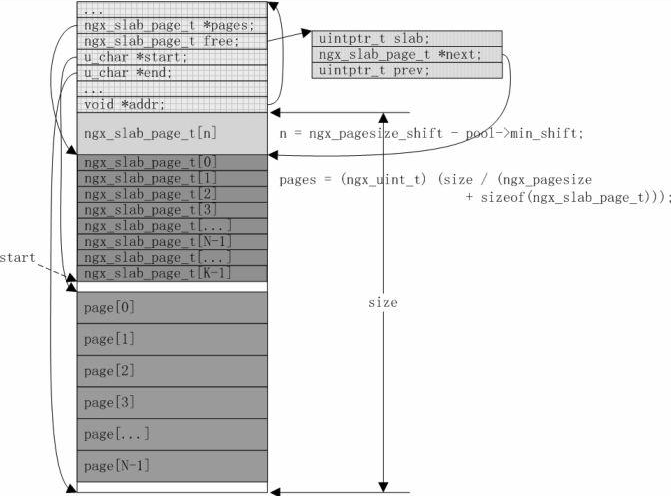 ...
ngx_slab_page_t *pages;
ngx_slab_page_t free;
u_char *start;
u_char *end;
...
void *addr;
uintptr_t slab;
ngx_slab_page_t *next;
uintptr_t prev;
ngx_slab_page_t[n]
n = ngx_pagesize_shift - pool->min_shift;
ngx_slab_page_t[0]
ngx_slab_page_t[1]
ngx_slab_page_t[2]
ngx_slab_page_t[3]
ngx_slab_page_t[...]
ngx_slab_page_t[N-1]
ngx_slab_page_t[...]
ngx_slab_page_t[K-1]
pages = (ngx_uint_t) (size / (ngx_pagesize
+ sizeof(ngx_slab_page_t)));
start
size
page[0]
page[1]
page[2]
page[3]
page[...]
page[N-1]